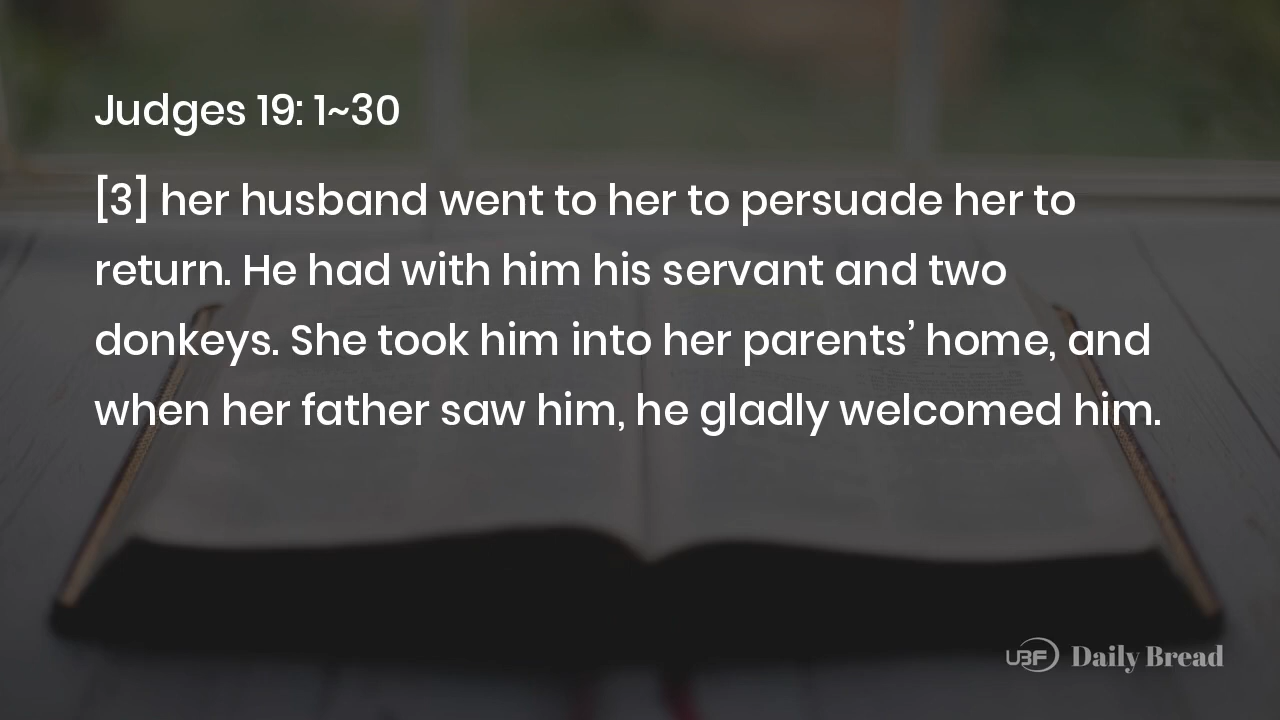 Judges 19: 1~30
[3] her husband went to her to persuade her to
return. He had with him his servant and two
donkeys. She took him into her parents’ home, and
when her father saw him, he gladly welcomed him.
UBF Daily Bread